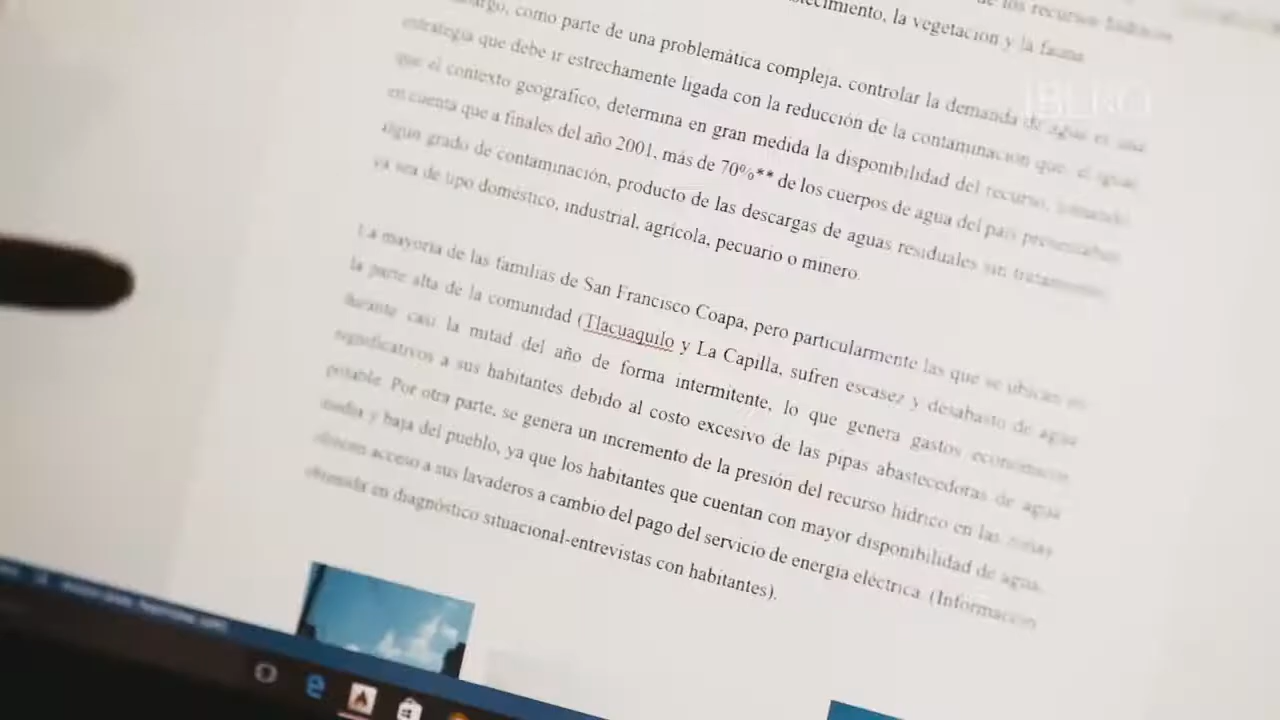 de los recursos hídricos
la vegetación y la fauna
como parte de una problemática compleja, controlar la demanda de agua es una
estrategia que debe ir estrechamente ligada con la reducción de la contaminación que, al igual
que el contexto geográfico, determina en gran medida la disponibilidad del recurso, tomando
en cuenta que a finales del año 2001, más de 70%** de los cuerpos de agua del país presentaban
algún grado de contaminación, producto de las descargas de aguas residuales sin tratamiento
ya sea de tipo doméstico, industrial, agrícola, pecuario o minero.
La mayoría de las familias de San Francisco Coapa, pero particularmente las que se ubican en
la parte alta de la comunidad (Tlacuaquilo y La Capilla, sufren escasez y desabasto de agua
durante casi la mitad del año de forma intermitente, lo que genera gastos económicos
significativos a sus habitantes debido al costo excesivo de las pipas abastecedoras de agua
potable. Por otra parte, se genera un incremento de la presión del recurso hídrico en las zonas
media y baja del pueblo, ya que los habitantes que cuentan con mayor disponibilidad de agua,
ofrecen acceso a sus lavaderos a cambio del pago del servicio de energía eléctrica. (Información
obtenida en diagnóstico situacional-entrevistas con habitantes).
IBERO